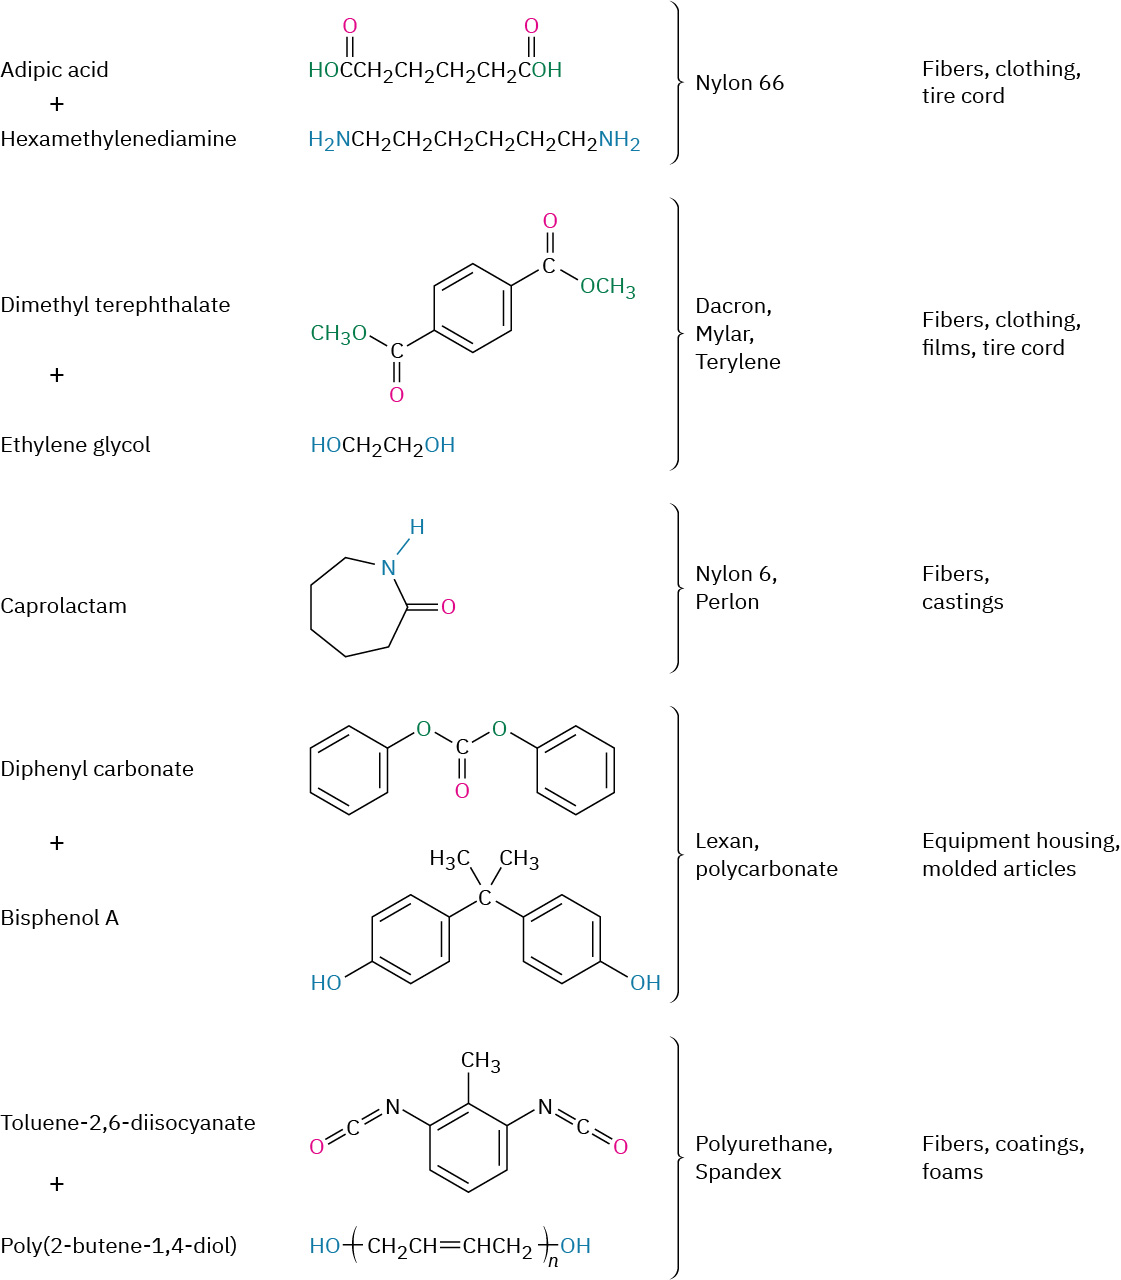 O O
Adipic acid HOCCH2CH2CH2CH2COH Nylon 66 Fibers, clothing,
+ tire cord
Hexamethylenediamine H2NCH2CH2CH2CH2CH2CH2NH2
O
C
OCH3
Dimethyl terephthalate Dacron, Fibers, clothing,
CH3O Mylar, films, tire cord
C Terylene
+
O
Ethylene glycol HOCH2CH2OH
H
N Nylon 6, Fibers,
Caprolactam O Perlon castings
O O
C
Diphenyl carbonate
O
+ Lexan, Equipment housing,
H3C CH3 polycarbonate molded articles
C
Bisphenol A
HO OH
CH3
N N
Toluene-2,6-diisocyanate C C
O O Polyurethane, Fibers, coatings,
+ Spandex foams
Poly(2-butene-1,4-diol) HO(CH2CH=CHCH2)nOH